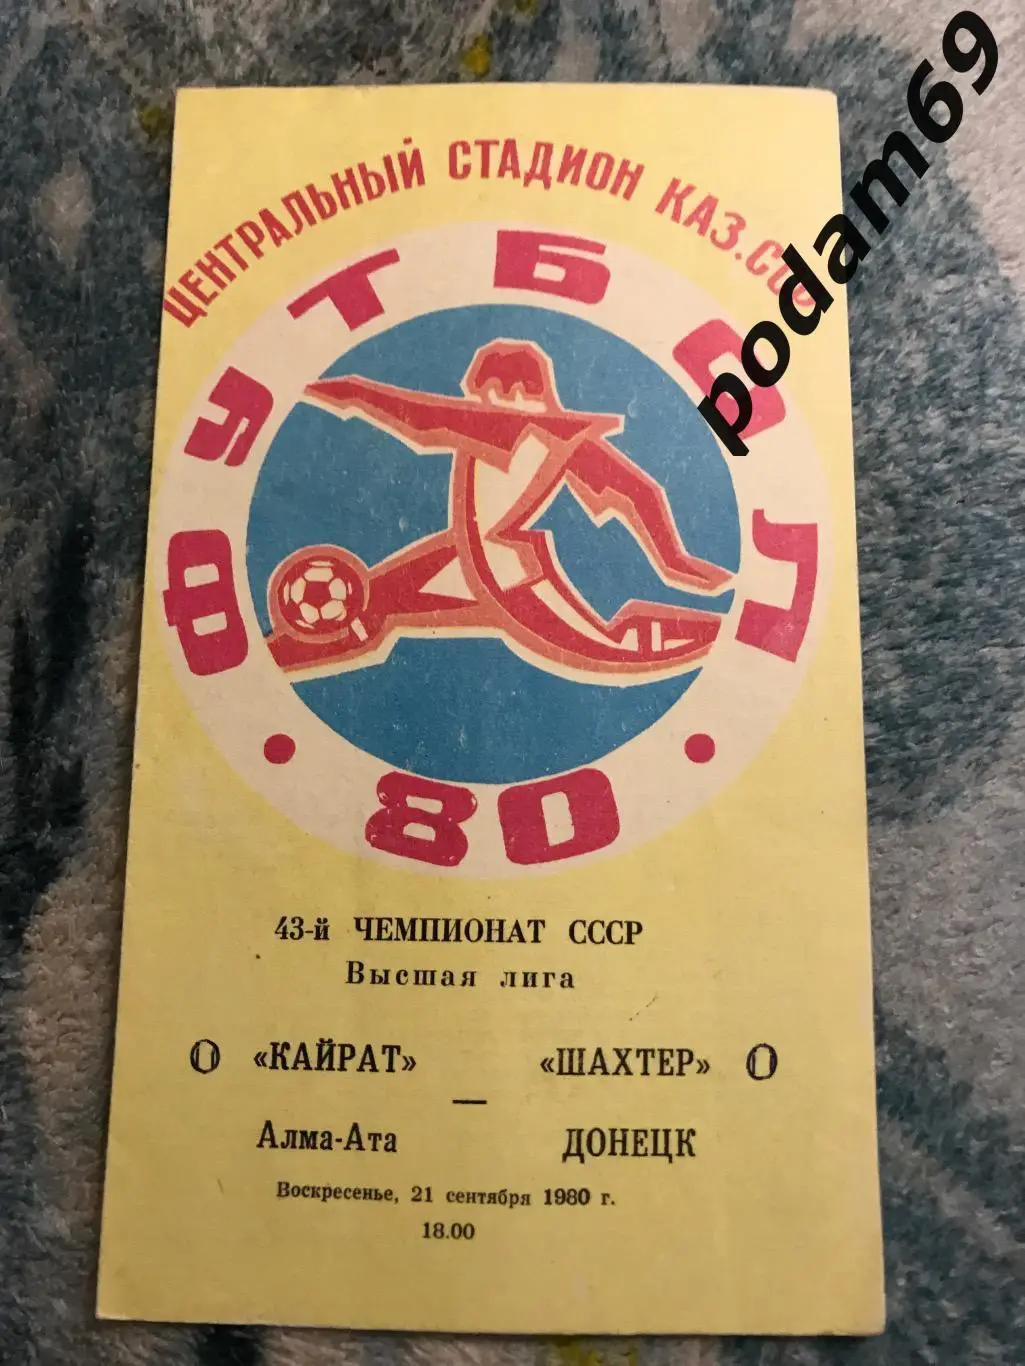 ЦЕНТРАЛЬНЫЙ СТАДИОН КАЗ.ССР
ФУТБОЛ
• 80 •
43-й ЧЕМПИОНАТ СССР
Высшая лига
0 «КАЙРАТ» — «ШАХТЕР» 0
Алма-Ата ДОНЕЦК
Воскресенье, 21 сентября 1980 г.
18.00
podam69